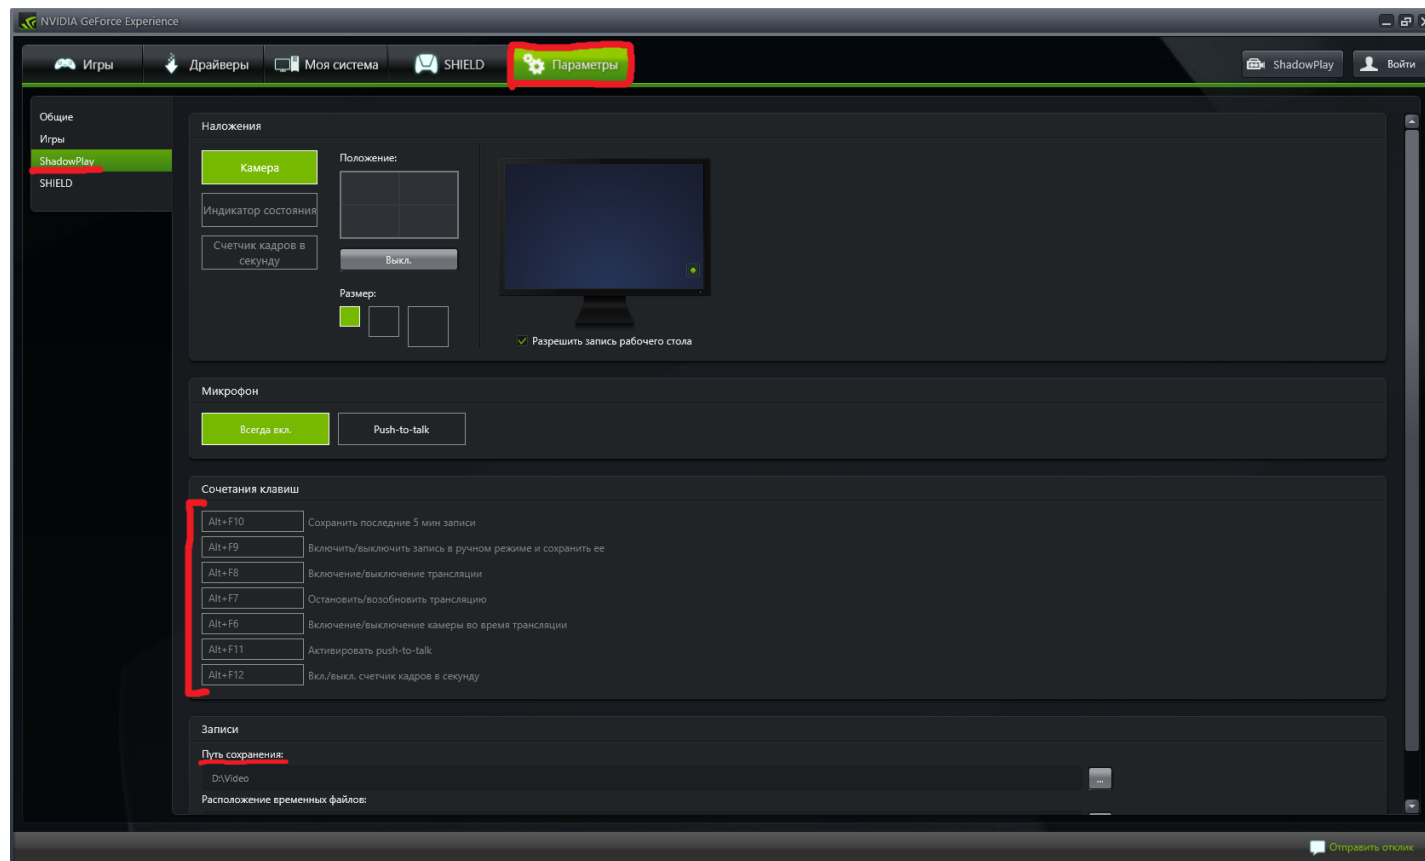 NVIDIA GeForce Experience
Игры
Драйверы
Моя система
SHIELD
Параметры
ShadowPlay
Войти
Общие
Игры
ShadowPlay
SHIELD
Наложения
Камера
Индикатор состояния
Счетчик кадров в
секунду
Положение:
Выкл.
Размер:
Разрешить запись рабочего стола
Микрофон
Всегда вкл.
Push-to-talk
Сочетания клавиш
Alt+F10 Сохранить последние 5 мин записи
Alt+F9 Включить/выключить запись в ручном режиме и сохранить ее
Alt+F8 Включение/выключение трансляции
Alt+F7 Остановить/возобновить трансляцию
Alt+F6 Включение/выключение камеры во время трансляции
Alt+F11 Активировать push-to-talk
Alt+F12 Вкл./выкл. счетчик кадров в секунду
Записи
Путь сохранения:
D:\Video
...
Расположение временных файлов:
Отправить отклик